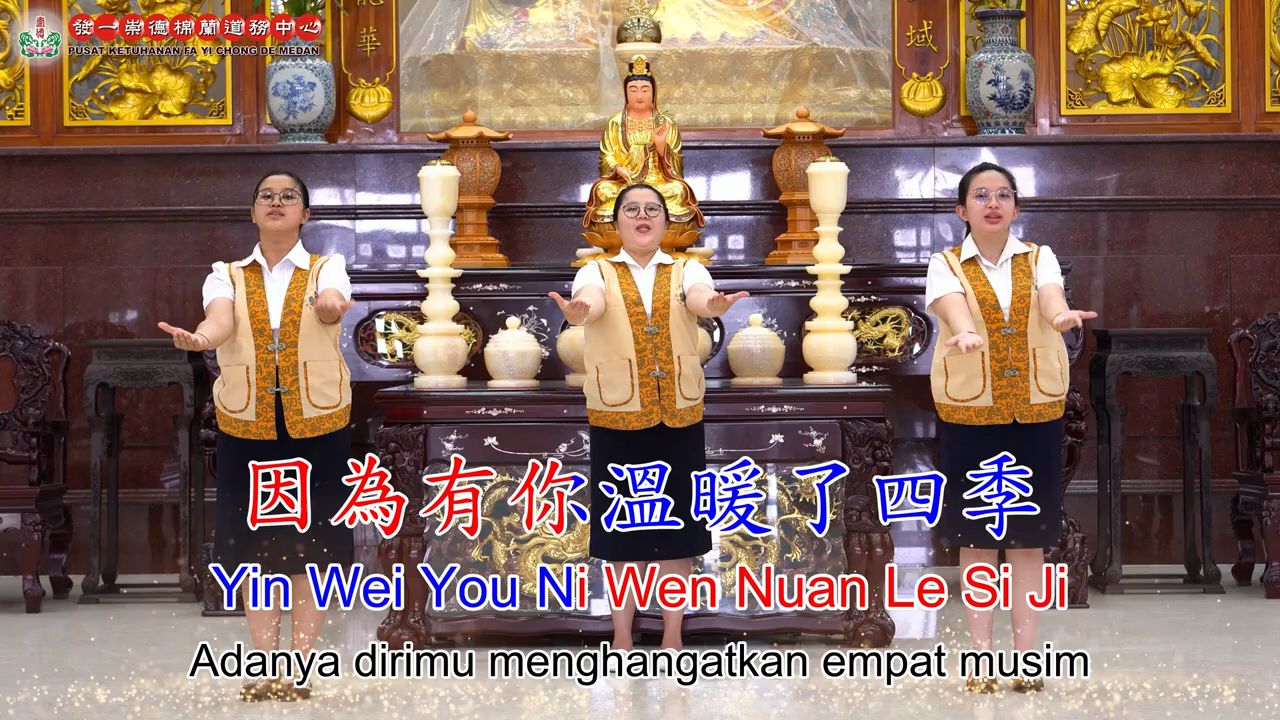 發一崇德棉蘭道務中心
PUSAT KETUHANAN FA YI CHONG DE MEDAN
華
域
因為有你溫暖了四季
Yin Wei You Ni Wen Nuan Le Si Ji
Adanya dirimu menghangatkan empat musim